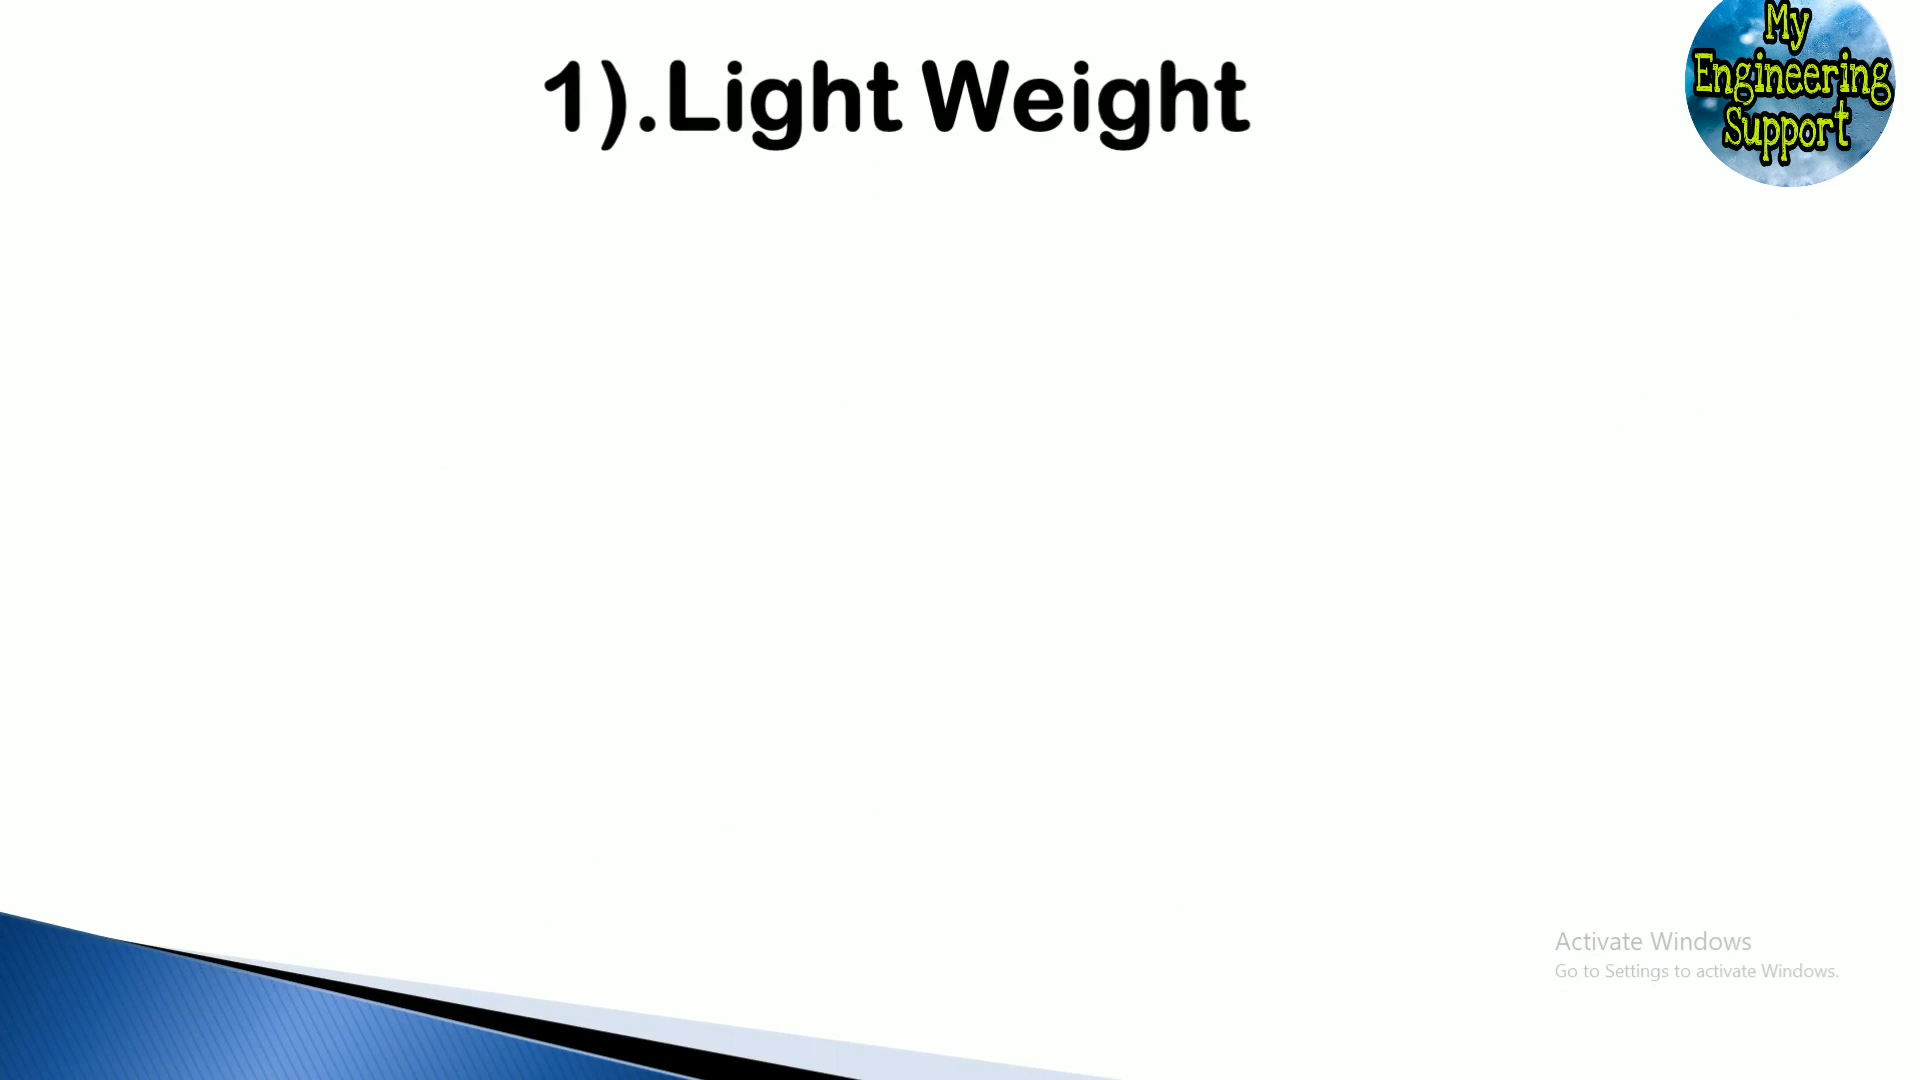 1).Light Weight
My
Engineering
Support
Activate Windows
Go to Settings to activate Windows.